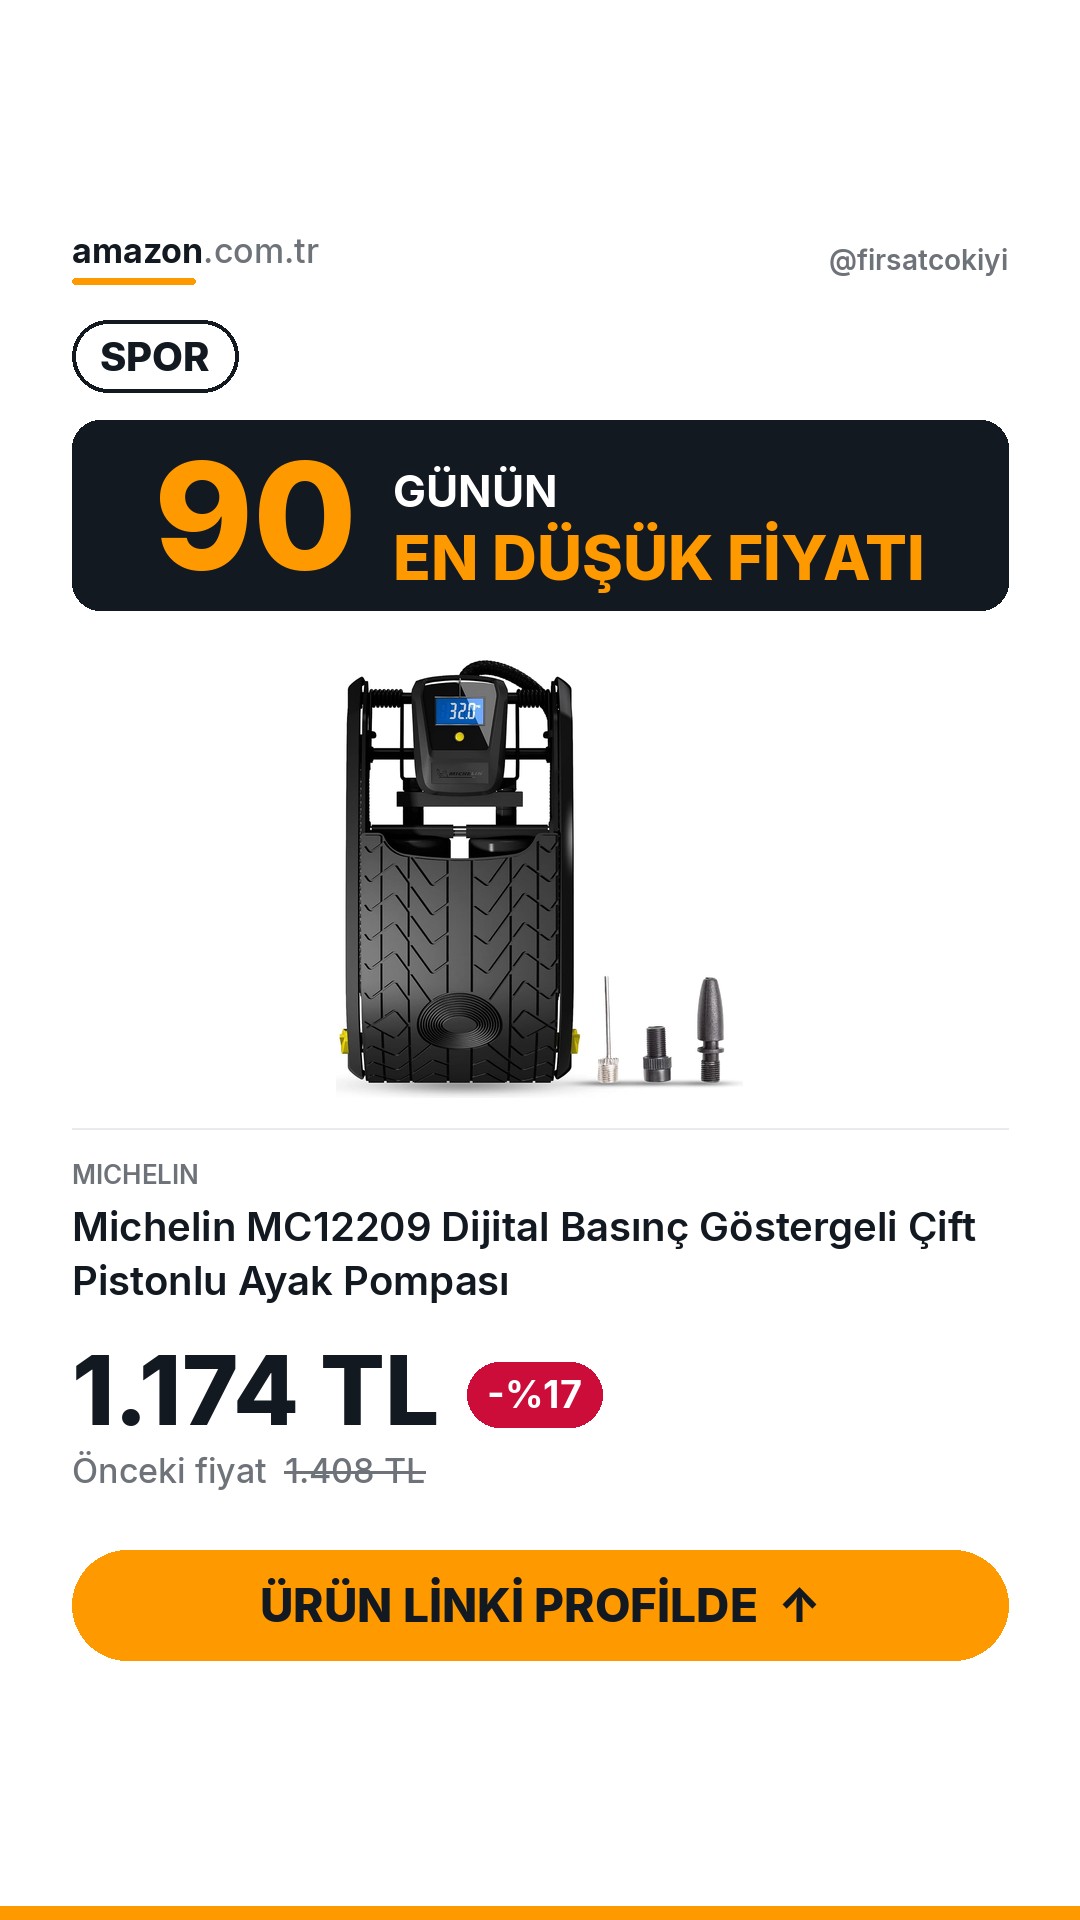 amazon.com.tr
@firsatcokiyi
SPOR
90 GÜNÜN
EN DÜŞÜK FİYATI
32.0
MICHELIN
Michelin MC12209 Dijital Basınç Göstergeli Çift
Pistonlu Ayak Pompası
1.174 TL -%17
Önceki fiyat 1.408 TL
ÜRÜN LİNKİ PROFİLDE ↑